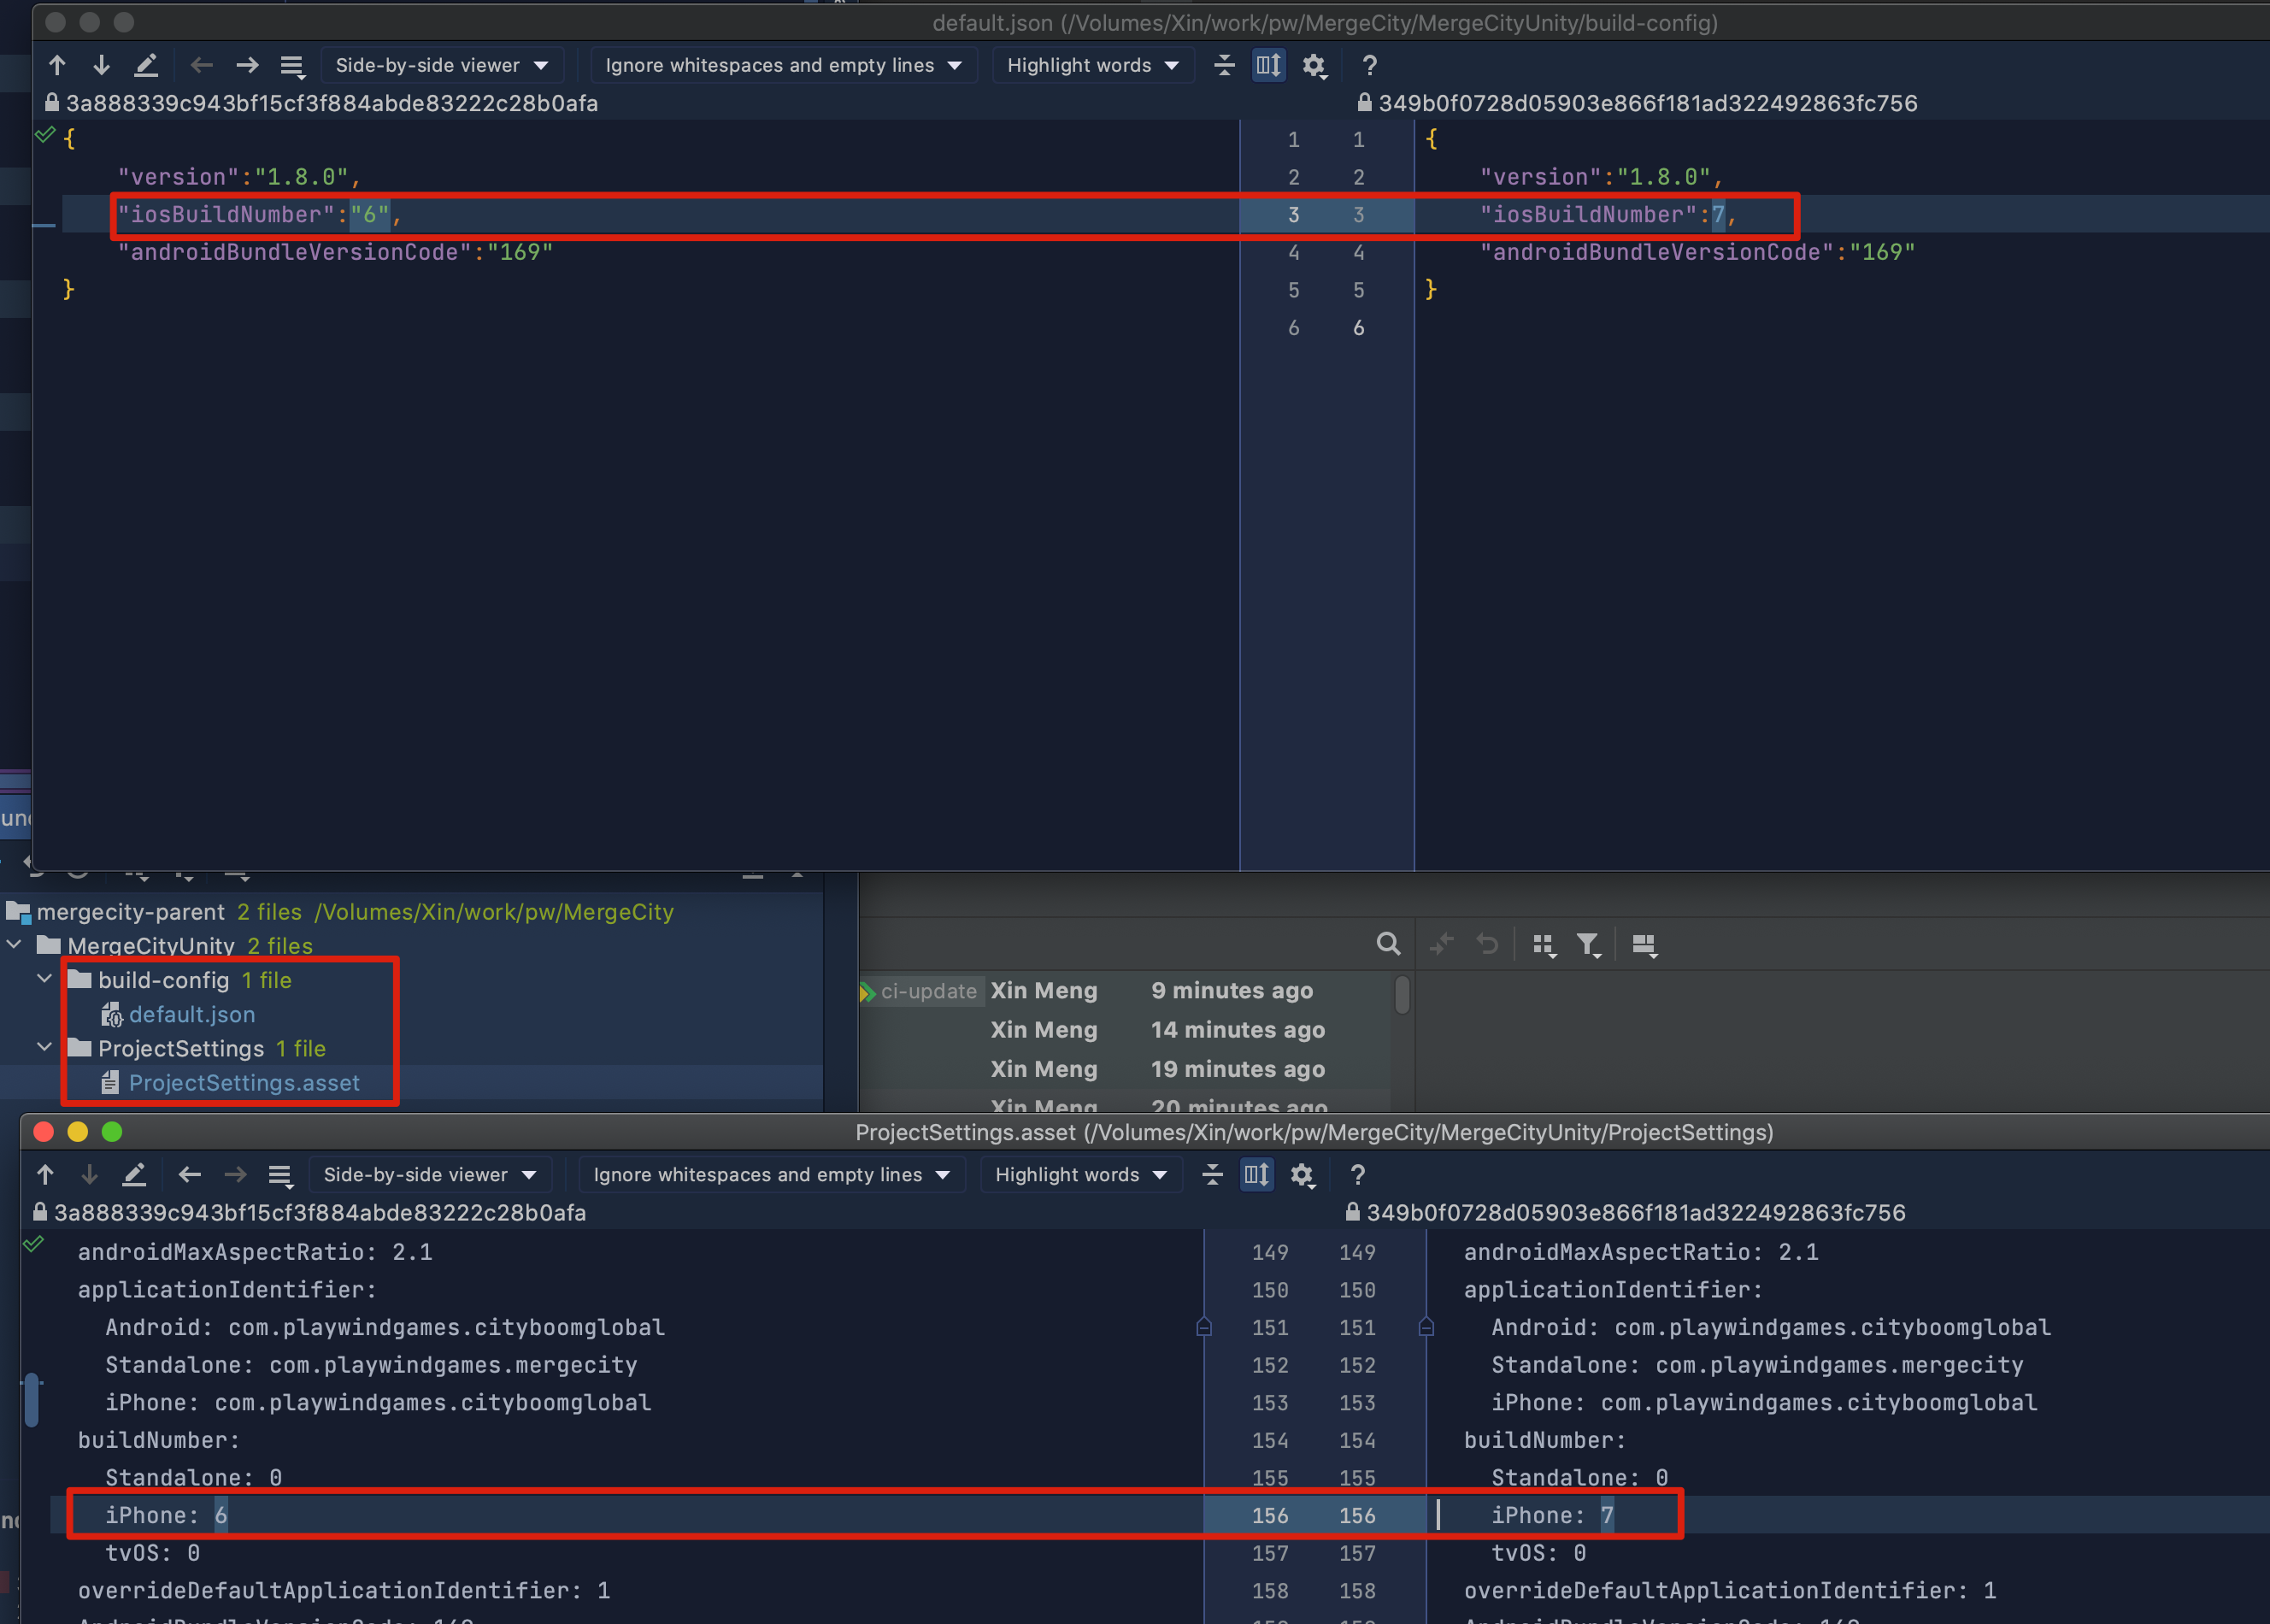 default.json (/Volumes/Xin/work/pw/MergeCity/MergeCityUnity/build-config)
Side-by-side viewer Ignore whitespaces and empty lines Highlight words ?
3a888339c943bf15cf3f884abde83222c28b0afa 349b0f0728d05903e866f181ad322492863fc756
{ 1 1 {
"version":"1.8.0", 2 2 "version":"1.8.0",
"iosBuildNumber":"6", 3 3 "iosBuildNumber":7,
"androidBundleVersionCode":"169" 4 4 "androidBundleVersionCode":"169"
} 5 5 }
6 6
mergecity-parent 2 files /Volumes/Xin/work/pw/MergeCity
MergeCityUnity 2 files
build-config 1 file
default.json
ProjectSettings 1 file
ProjectSettings.asset
ci-update Xin Meng 9 minutes ago
Xin Meng 14 minutes ago
Xin Meng 19 minutes ago
Xin Meng 20 minutes ago
ProjectSettings.asset (/Volumes/Xin/work/pw/MergeCity/MergeCityUnity/ProjectSettings)
Side-by-side viewer Ignore whitespaces and empty lines Highlight words ?
3a888339c943bf15cf3f884abde83222c28b0afa 349b0f0728d05903e866f181ad322492863fc756
androidMaxAspectRatio: 2.1 149 149 androidMaxAspectRatio: 2.1
applicationIdentifier: 150 150 applicationIdentifier:
Android: com.playwindgames.cityboomglobal 151 151 Android: com.playwindgames.cityboomglobal
Standalone: com.playwindgames.mergecity 152 152 Standalone: com.playwindgames.mergecity
iPhone: com.playwindgames.cityboomglobal 153 153 iPhone: com.playwindgames.cityboomglobal
buildNumber: 154 154 buildNumber:
Standalone: 0 155 155 Standalone: 0
iPhone: 6 156 156 iPhone: 7
tvOS: 0 157 157 tvOS: 0
overrideDefaultApplicationIdentifier: 1 158 158 overrideDefaultApplicationIdentifier: 1